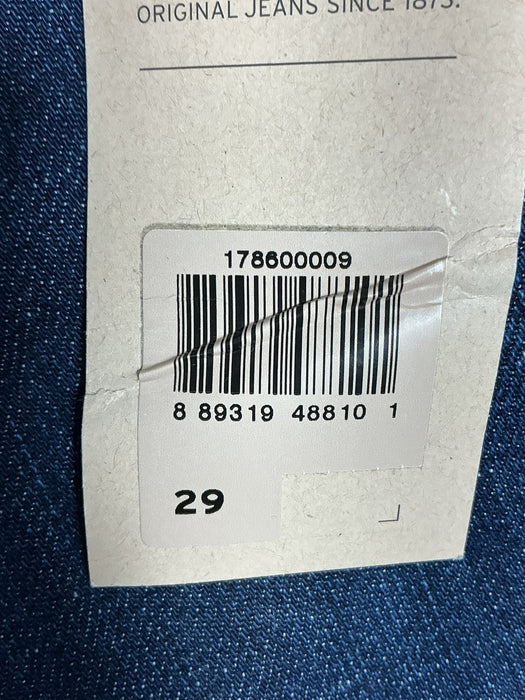 ORIGINAL JEANS SINCE 1873.
178600009
8 89319 48810 1
29